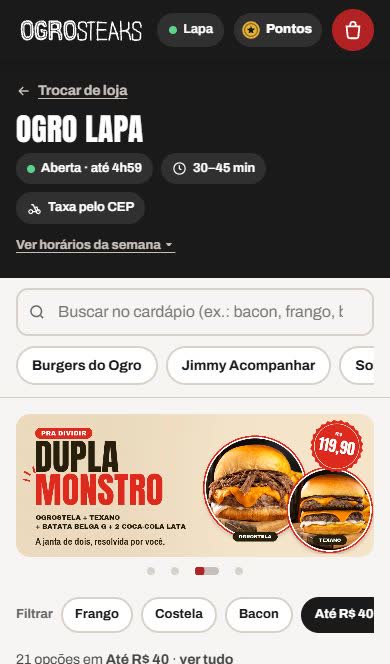 OGROSTEAKS
Lapa
Pontos
← Trocar de loja
OGRO LAPA
Aberta · até 4h59
30–45 min
Taxa pelo CEP
Ver horários da semana
Buscar no cardápio (ex.: bacon, frango, b
Burgers do Ogro
Jimmy Acompanhar
So
PRA DIVIDIR
DUPLA
MONSTRO
OGROSTELA + TEXANO
+ BATATA BELGA G + 2 COCA-COLA LATA
A janta de dois, resolvida por você.
R$
119,90
OGROSTELA
TEXANO
Filtrar
Frango
Costela
Bacon
Até R$ 40
21 opções em Até R$ 40 · ver tudo